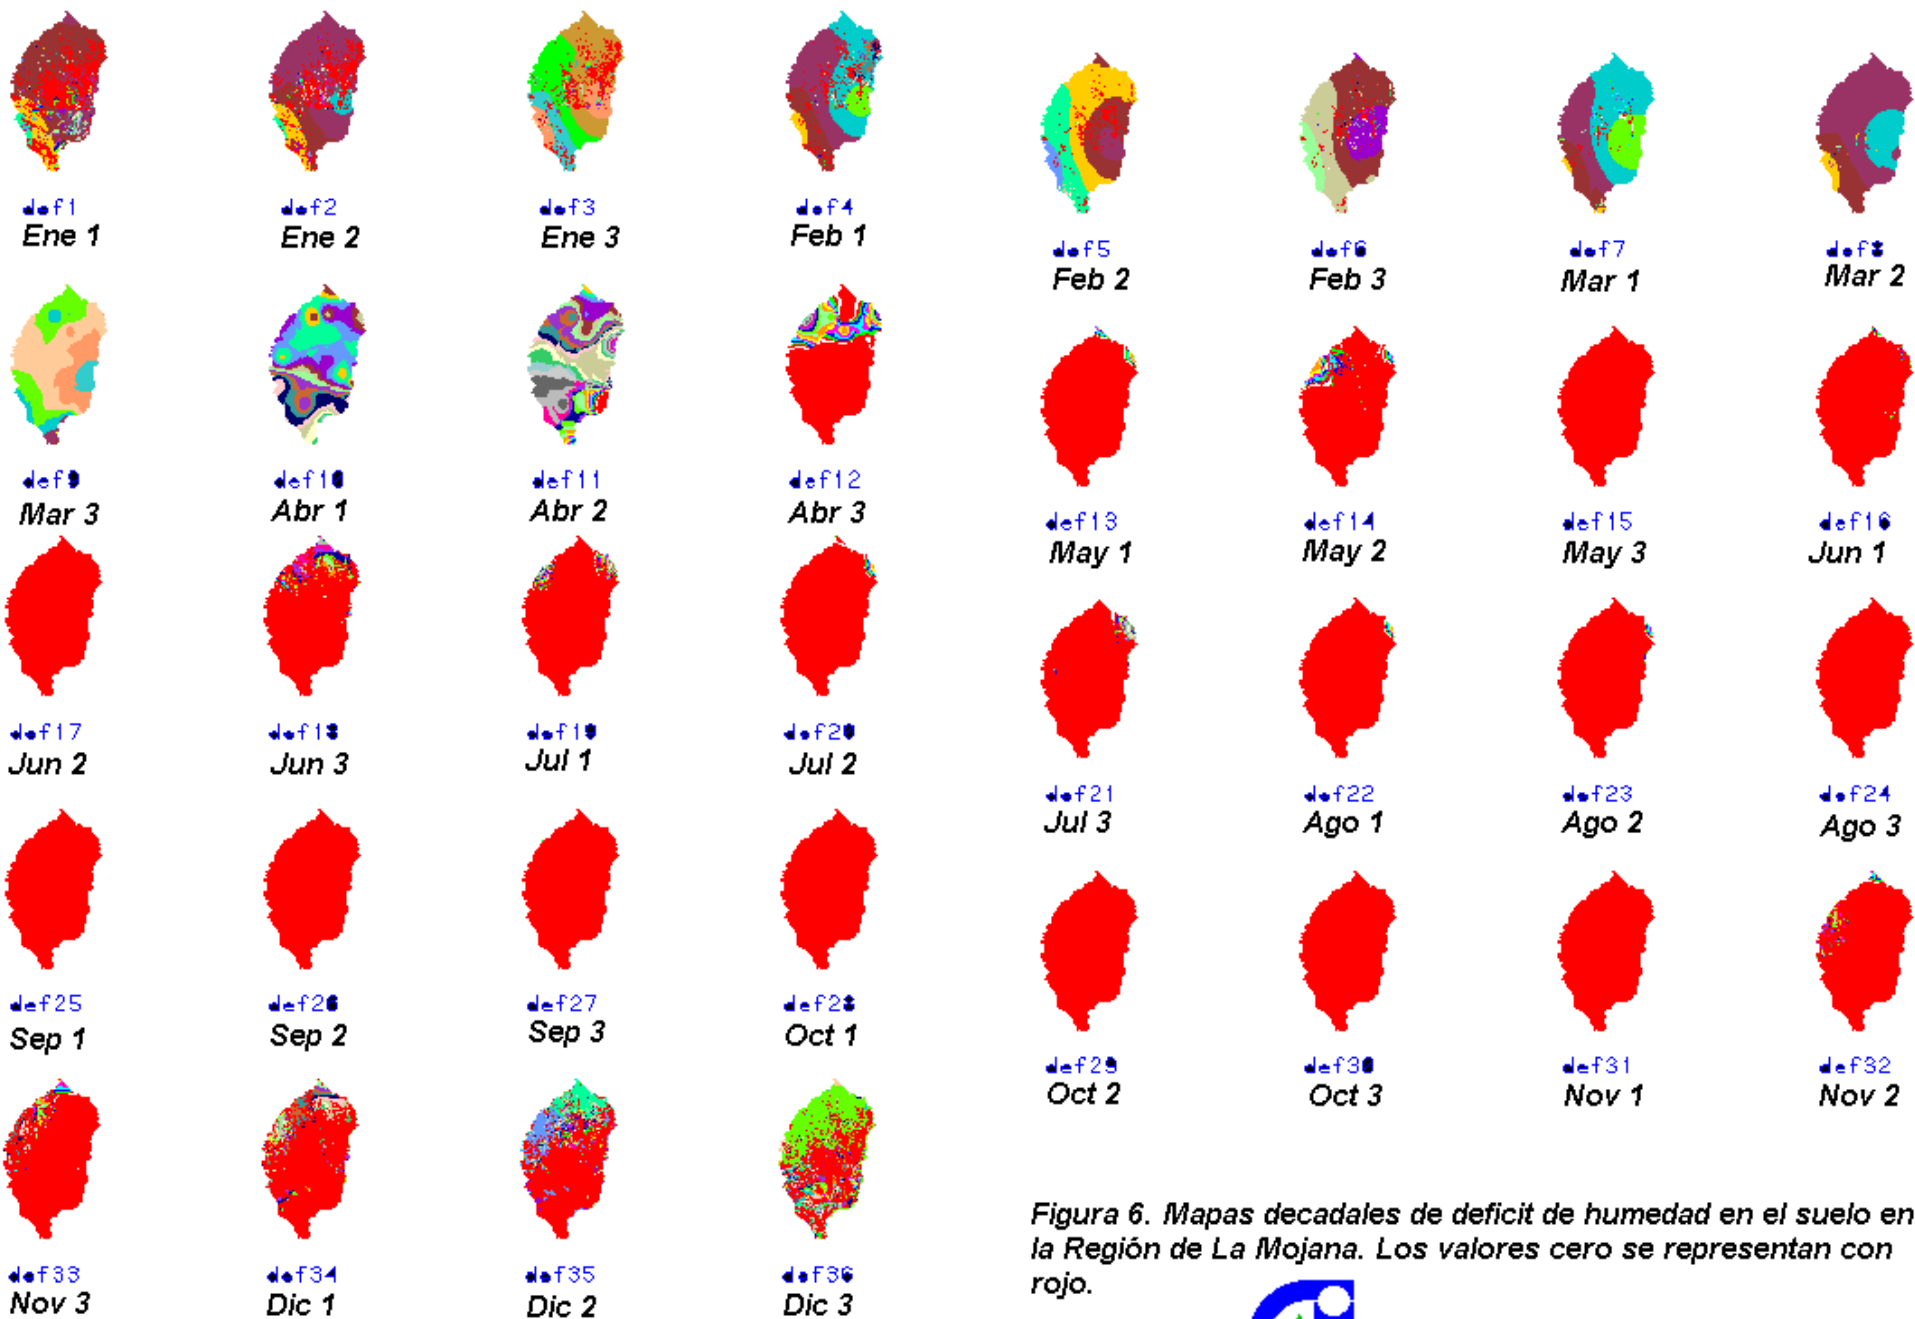 def1 def2 def3 def4
Ene 1 Ene 2 Ene 3 Feb 1
def5 def6 def7 def8
Feb 2 Feb 3 Mar 1 Mar 2
def9 def10 def11 def12
Mar 3 Abr 1 Abr 2 Abr 3
def13 def14 def15 def16
May 1 May 2 May 3 Jun 1
def17 def18 def19 def20
Jun 2 Jun 3 Jul 1 Jul 2
def21 def22 def23 def24
Jul 3 Ago 1 Ago 2 Ago 3
def25 def26 def27 def28
Sep 1 Sep 2 Sep 3 Oct 1
def29 def30 def31 def32
Oct 2 Oct 3 Nov 1 Nov 2
def33 def34 def35 def36
Nov 3 Dic 1 Dic 2 Dic 3
Figura 6. Mapas decadales de deficit de humedad en el suelo en
la Región de La Mojana. Los valores cero se representan con
rojo.